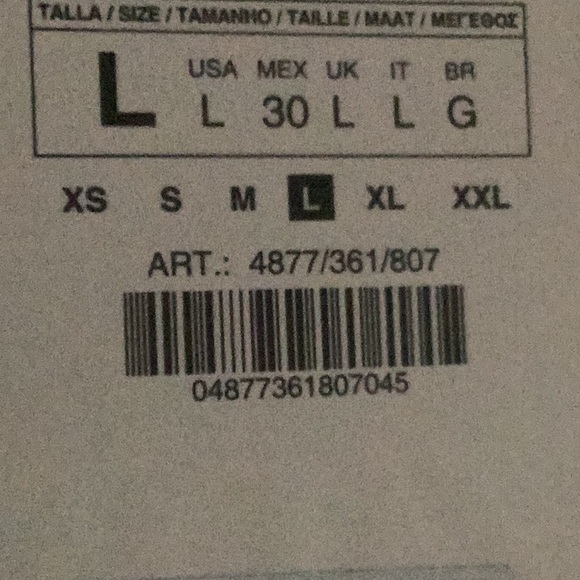 TALLA / SIZE / TAMANHO / TAILLE / MAAT / ΜΕΓΕΘΟΣ
USA MEX UK IT BR
L L 30 L L G
XS S M L XL XXL
ART.: 4877/361/807
04877361807045